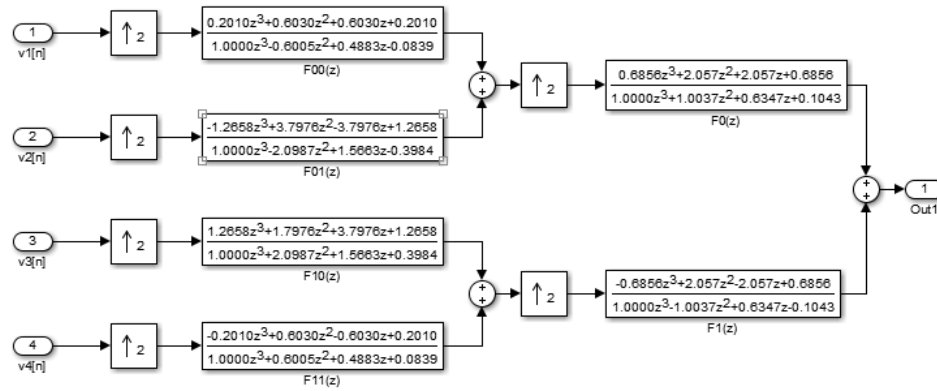 1
v1[n]
↑2
0.2010z³+0.6030z²+0.6030z+0.2010
1.0000z³-0.6005z²+0.4883z-0.0839
F00(z)
2
v2[n]
↑2
-1.2658z³+3.7976z²-3.7976z+1.2658
1.0000z³-2.0987z²+1.5663z-0.3984
F01(z)
+
+
↑2
0.6856z³+2.057z²+2.057z+0.6856
1.0000z³+1.0037z²+0.6347z+0.1043
F0(z)
3
v3[n]
↑2
1.2658z³+1.7976z²+3.7976z+1.2658
1.0000z³+2.0987z²+1.5663z+0.3984
F10(z)
4
v4[n]
↑2
-0.2010z³+0.6030z²-0.6030z+0.2010
1.0000z³+0.6005z²+0.4883z+0.0839
F11(z)
+
+
↑2
-0.6856z³+2.057z²-2.057z+0.6856
1.0000z³-1.0037z²+0.6347z-0.1043
F1(z)
+
+
1
Out1